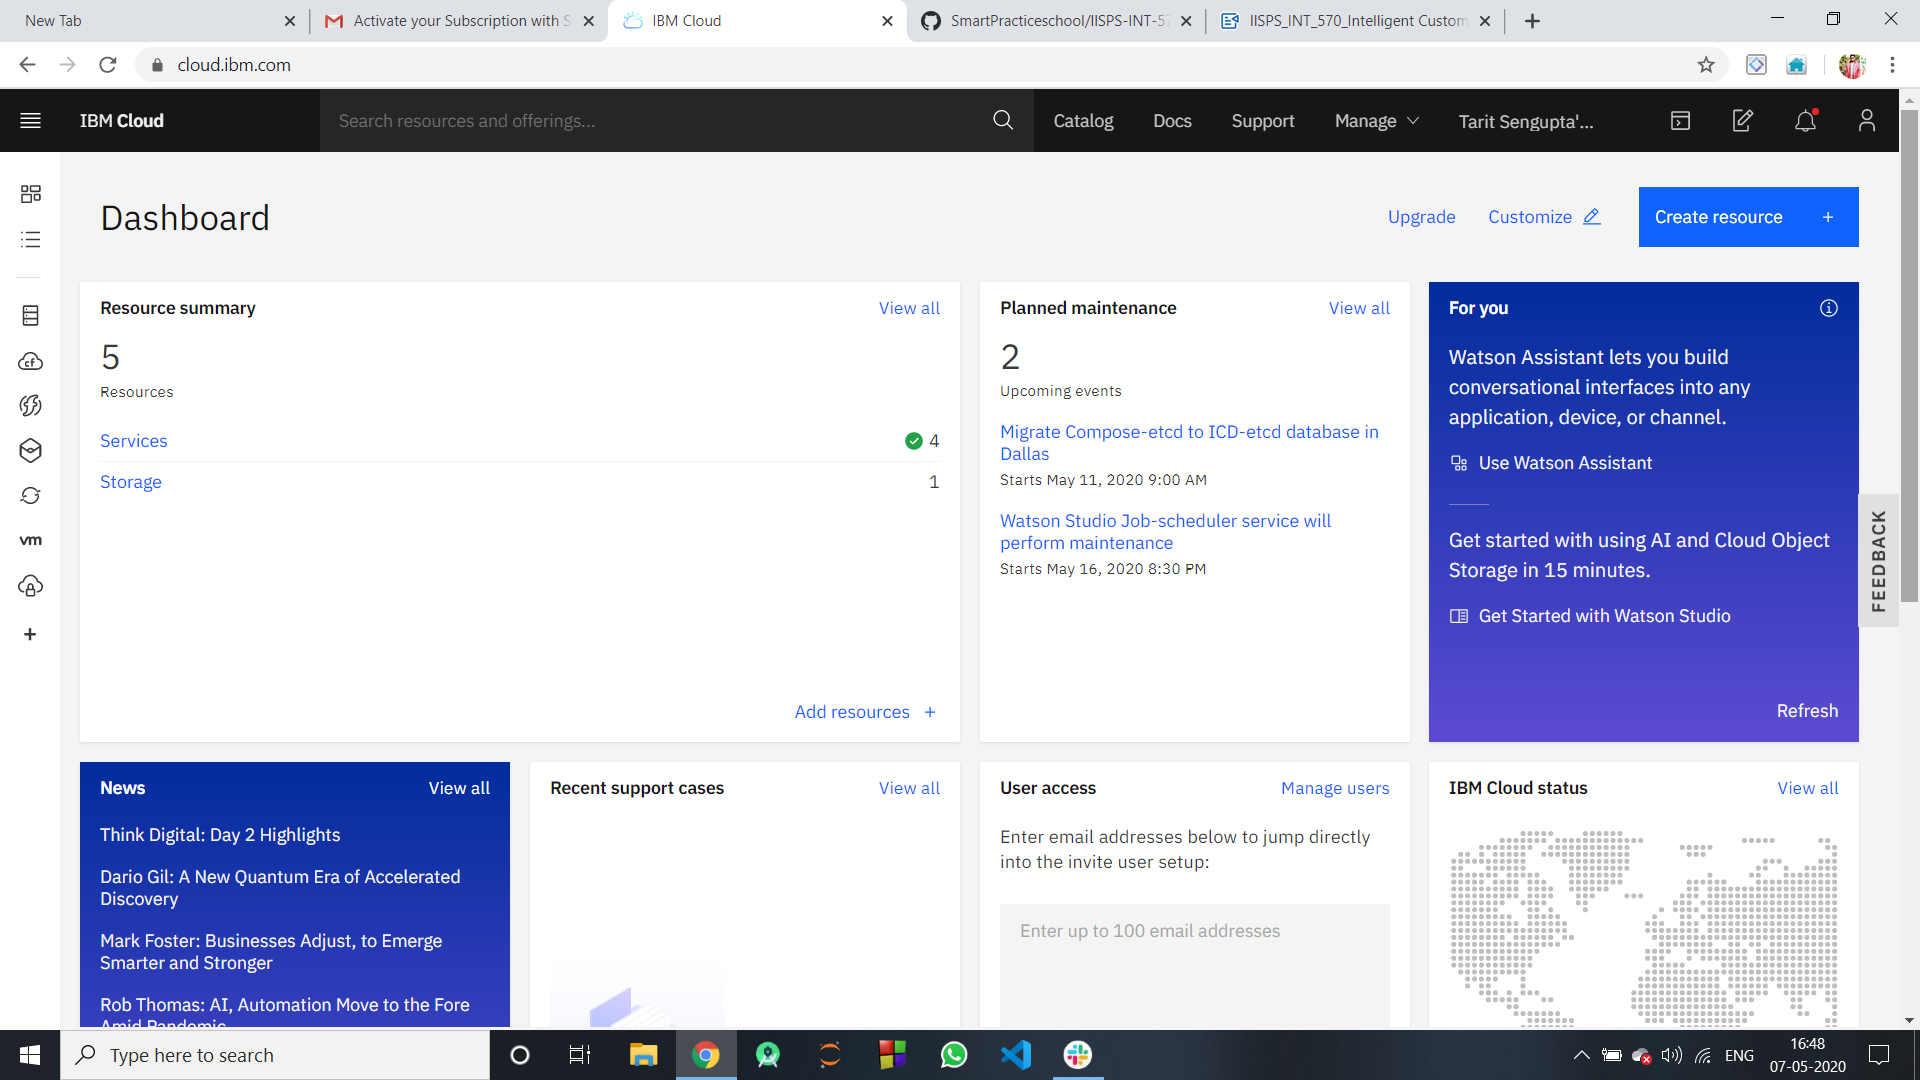 New Tab
Activate your Subscription with S
IBM Cloud
SmartPracticeschool/IISPS-INT-57
IISPS_INT_570_Intelligent Custom
cloud.ibm.com
IBM Cloud
Search resources and offerings...
Catalog
Docs
Support
Manage
Tarit Sengupta'...
Dashboard
Upgrade
Customize
Create resource +
Resource summary
View all
5
Resources
Services
4
Storage
1
Add resources +
Planned maintenance
View all
2
Upcoming events
Migrate Compose-etcd to ICD-etcd database in
Dallas
Starts May 11, 2020 9:00 AM
Watson Studio Job-scheduler service will
perform maintenance
Starts May 16, 2020 8:30 PM
For you
Watson Assistant lets you build
conversational interfaces into any
application, device, or channel.
Use Watson Assistant
Get started with using AI and Cloud Object
Storage in 15 minutes.
Get Started with Watson Studio
Refresh
FEEDBACK
cf
vm
News
View all
Think Digital: Day 2 Highlights
Dario Gil: A New Quantum Era of Accelerated
Discovery
Mark Foster: Businesses Adjust, to Emerge
Smarter and Stronger
Rob Thomas: AI, Automation Move to the Fore
Amid Pandemic
Recent support cases
View all
User access
Manage users
Enter email addresses below to jump directly
into the invite user setup:
Enter up to 100 email addresses
IBM Cloud status
View all
Type here to search
ENG
16:48
07-05-2020